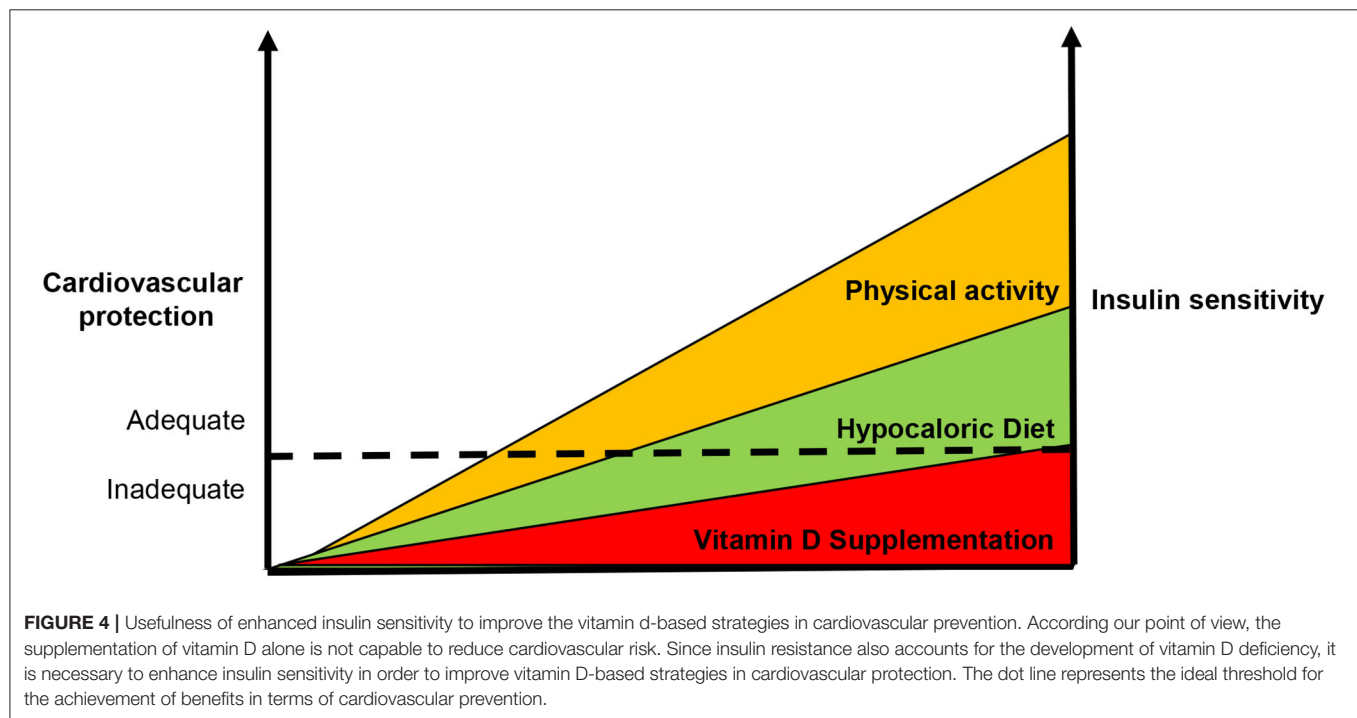 Cardiovascular
protection
Adequate
Inadequate
Physical activity
Hypocaloric Diet
Vitamin D Supplementation
Insulin sensitivity
FIGURE 4 | Usefulness of enhanced insulin sensitivity to improve the vitamin d-based strategies in cardiovascular prevention. According our point of view, the
supplementation of vitamin D alone is not capable to reduce cardiovascular risk. Since insulin resistance also accounts for the development of vitamin D deficiency, it
is necessary to enhance insulin sensitivity in order to improve vitamin D-based strategies in cardiovascular protection. The dot line represents the ideal threshold for
the achievement of benefits in terms of cardiovascular prevention.